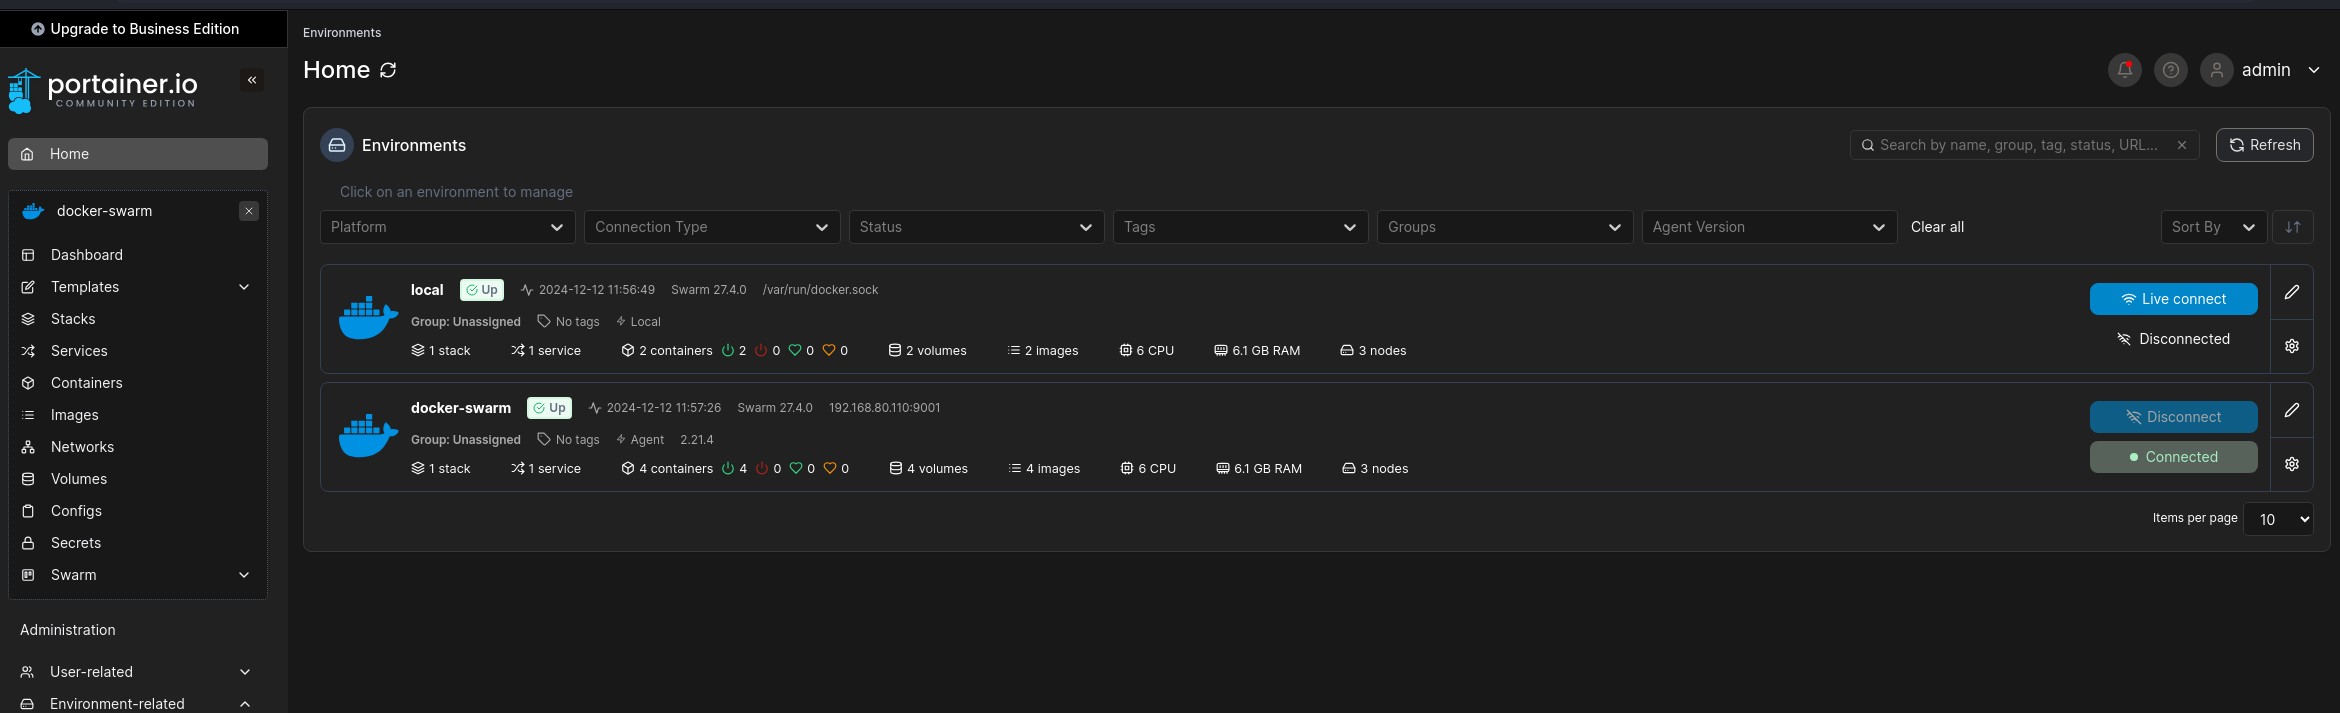 Upgrade to Business Edition
portainer.io
COMMUNITY EDITION
Home
docker-swarm
Dashboard
Templates
Stacks
Services
Containers
Images
Networks
Volumes
Configs
Secrets
Swarm
Administration
User-related
Environment-related
Environments
Home
admin
Environments
Search by name, group, tag, status, URL...
Refresh
Click on an environment to manage
Platform Connection Type Status Tags Groups Agent Version Clear all Sort By
local Up 2024-12-12 11:56:49 Swarm 27.4.0 /var/run/docker.sock
Group: Unassigned No tags Local
1 stack 1 service 2 containers 2 0 0 0 2 volumes 2 images 6 CPU 6.1 GB RAM 3 nodes
Live connect
Disconnected
docker-swarm Up 2024-12-12 11:57:26 Swarm 27.4.0 192.168.80.110:9001
Group: Unassigned No tags Agent 2.21.4
1 stack 1 service 4 containers 4 0 0 0 4 volumes 4 images 6 CPU 6.1 GB RAM 3 nodes
Disconnect
Connected
Items per page 10